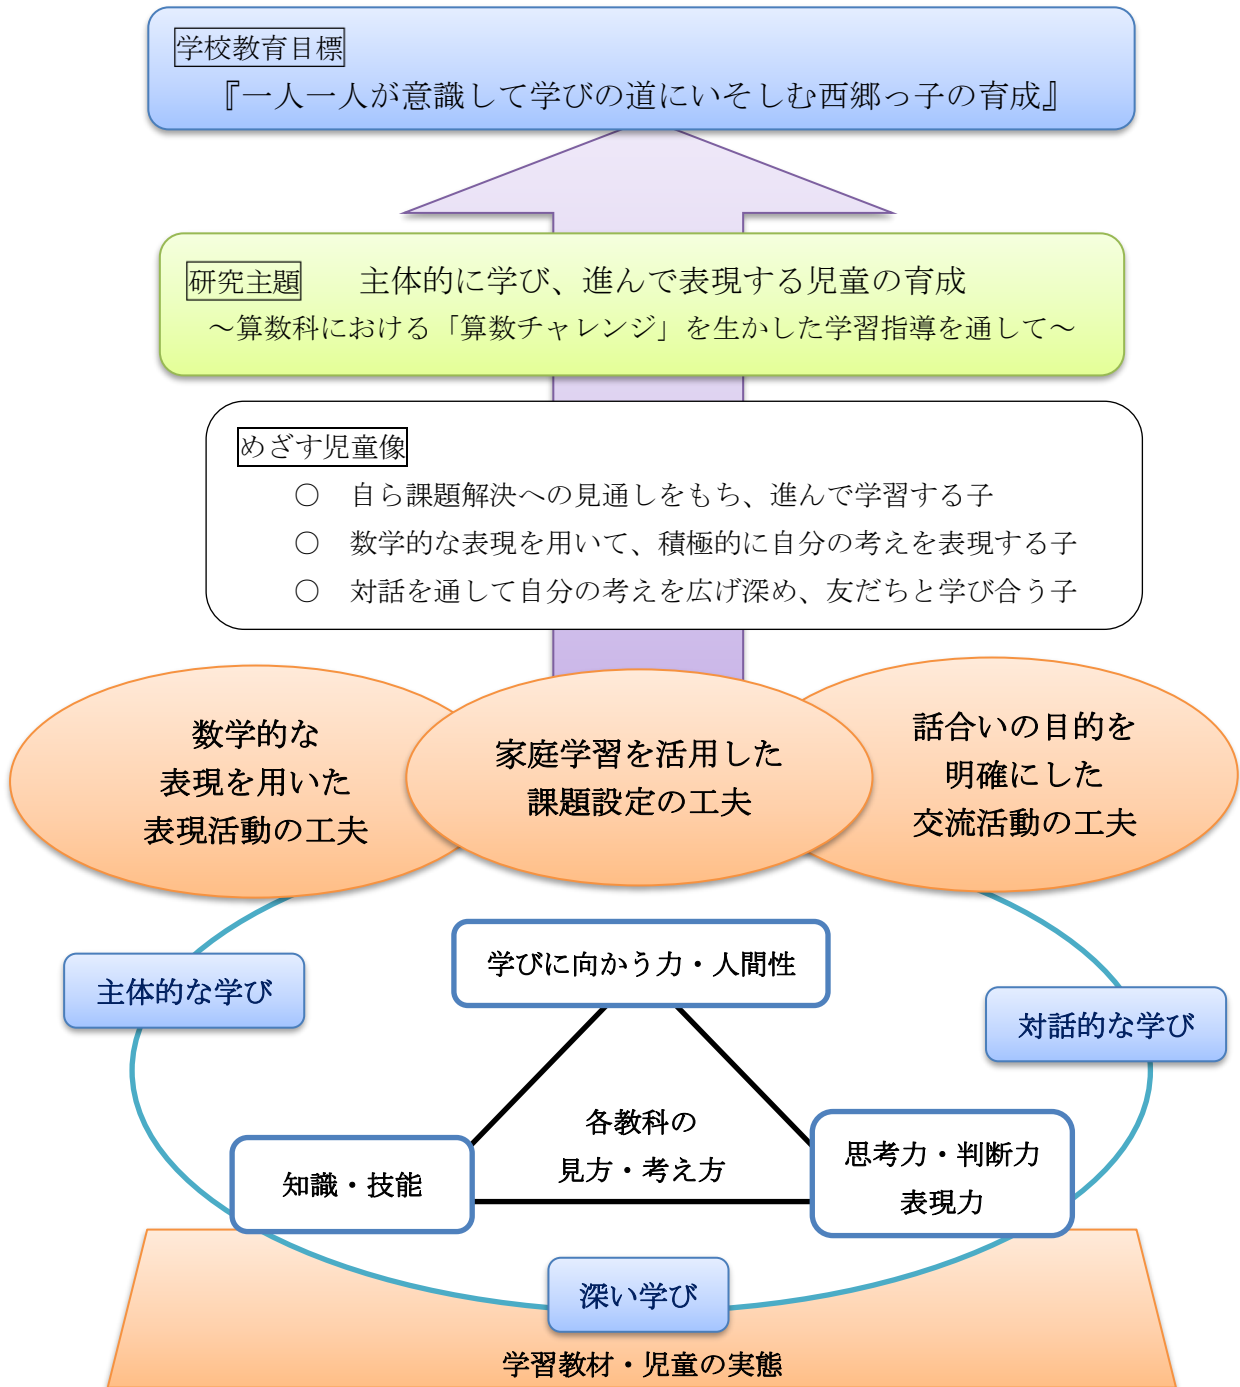 学校教育目標
『一人一人が意識して学びの道にいそしむ西郷っ子の育成』
研究主題　主体的に学び、進んで表現する児童の育成
～算数科における「算数チャレンジ」を生かした学習指導を通して～
めざす児童像
○　自ら課題解決への見通しをもち、進んで学習する子
○　数学的な表現を用いて、積極的に自分の考えを表現する子
○　対話を通して自分の考えを広げ深め、友だちと学び合う子
数学的な
表現を用いた
表現活動の工夫
家庭学習を活用した
課題設定の工夫
話合いの目的を
明確にした
交流活動の工夫
学びに向かう力・人間性
主体的な学び
対話的な学び
各教科の
見方・考え方
知識・技能
思考力・判断力
表現力
深い学び
学習教材・児童の実態